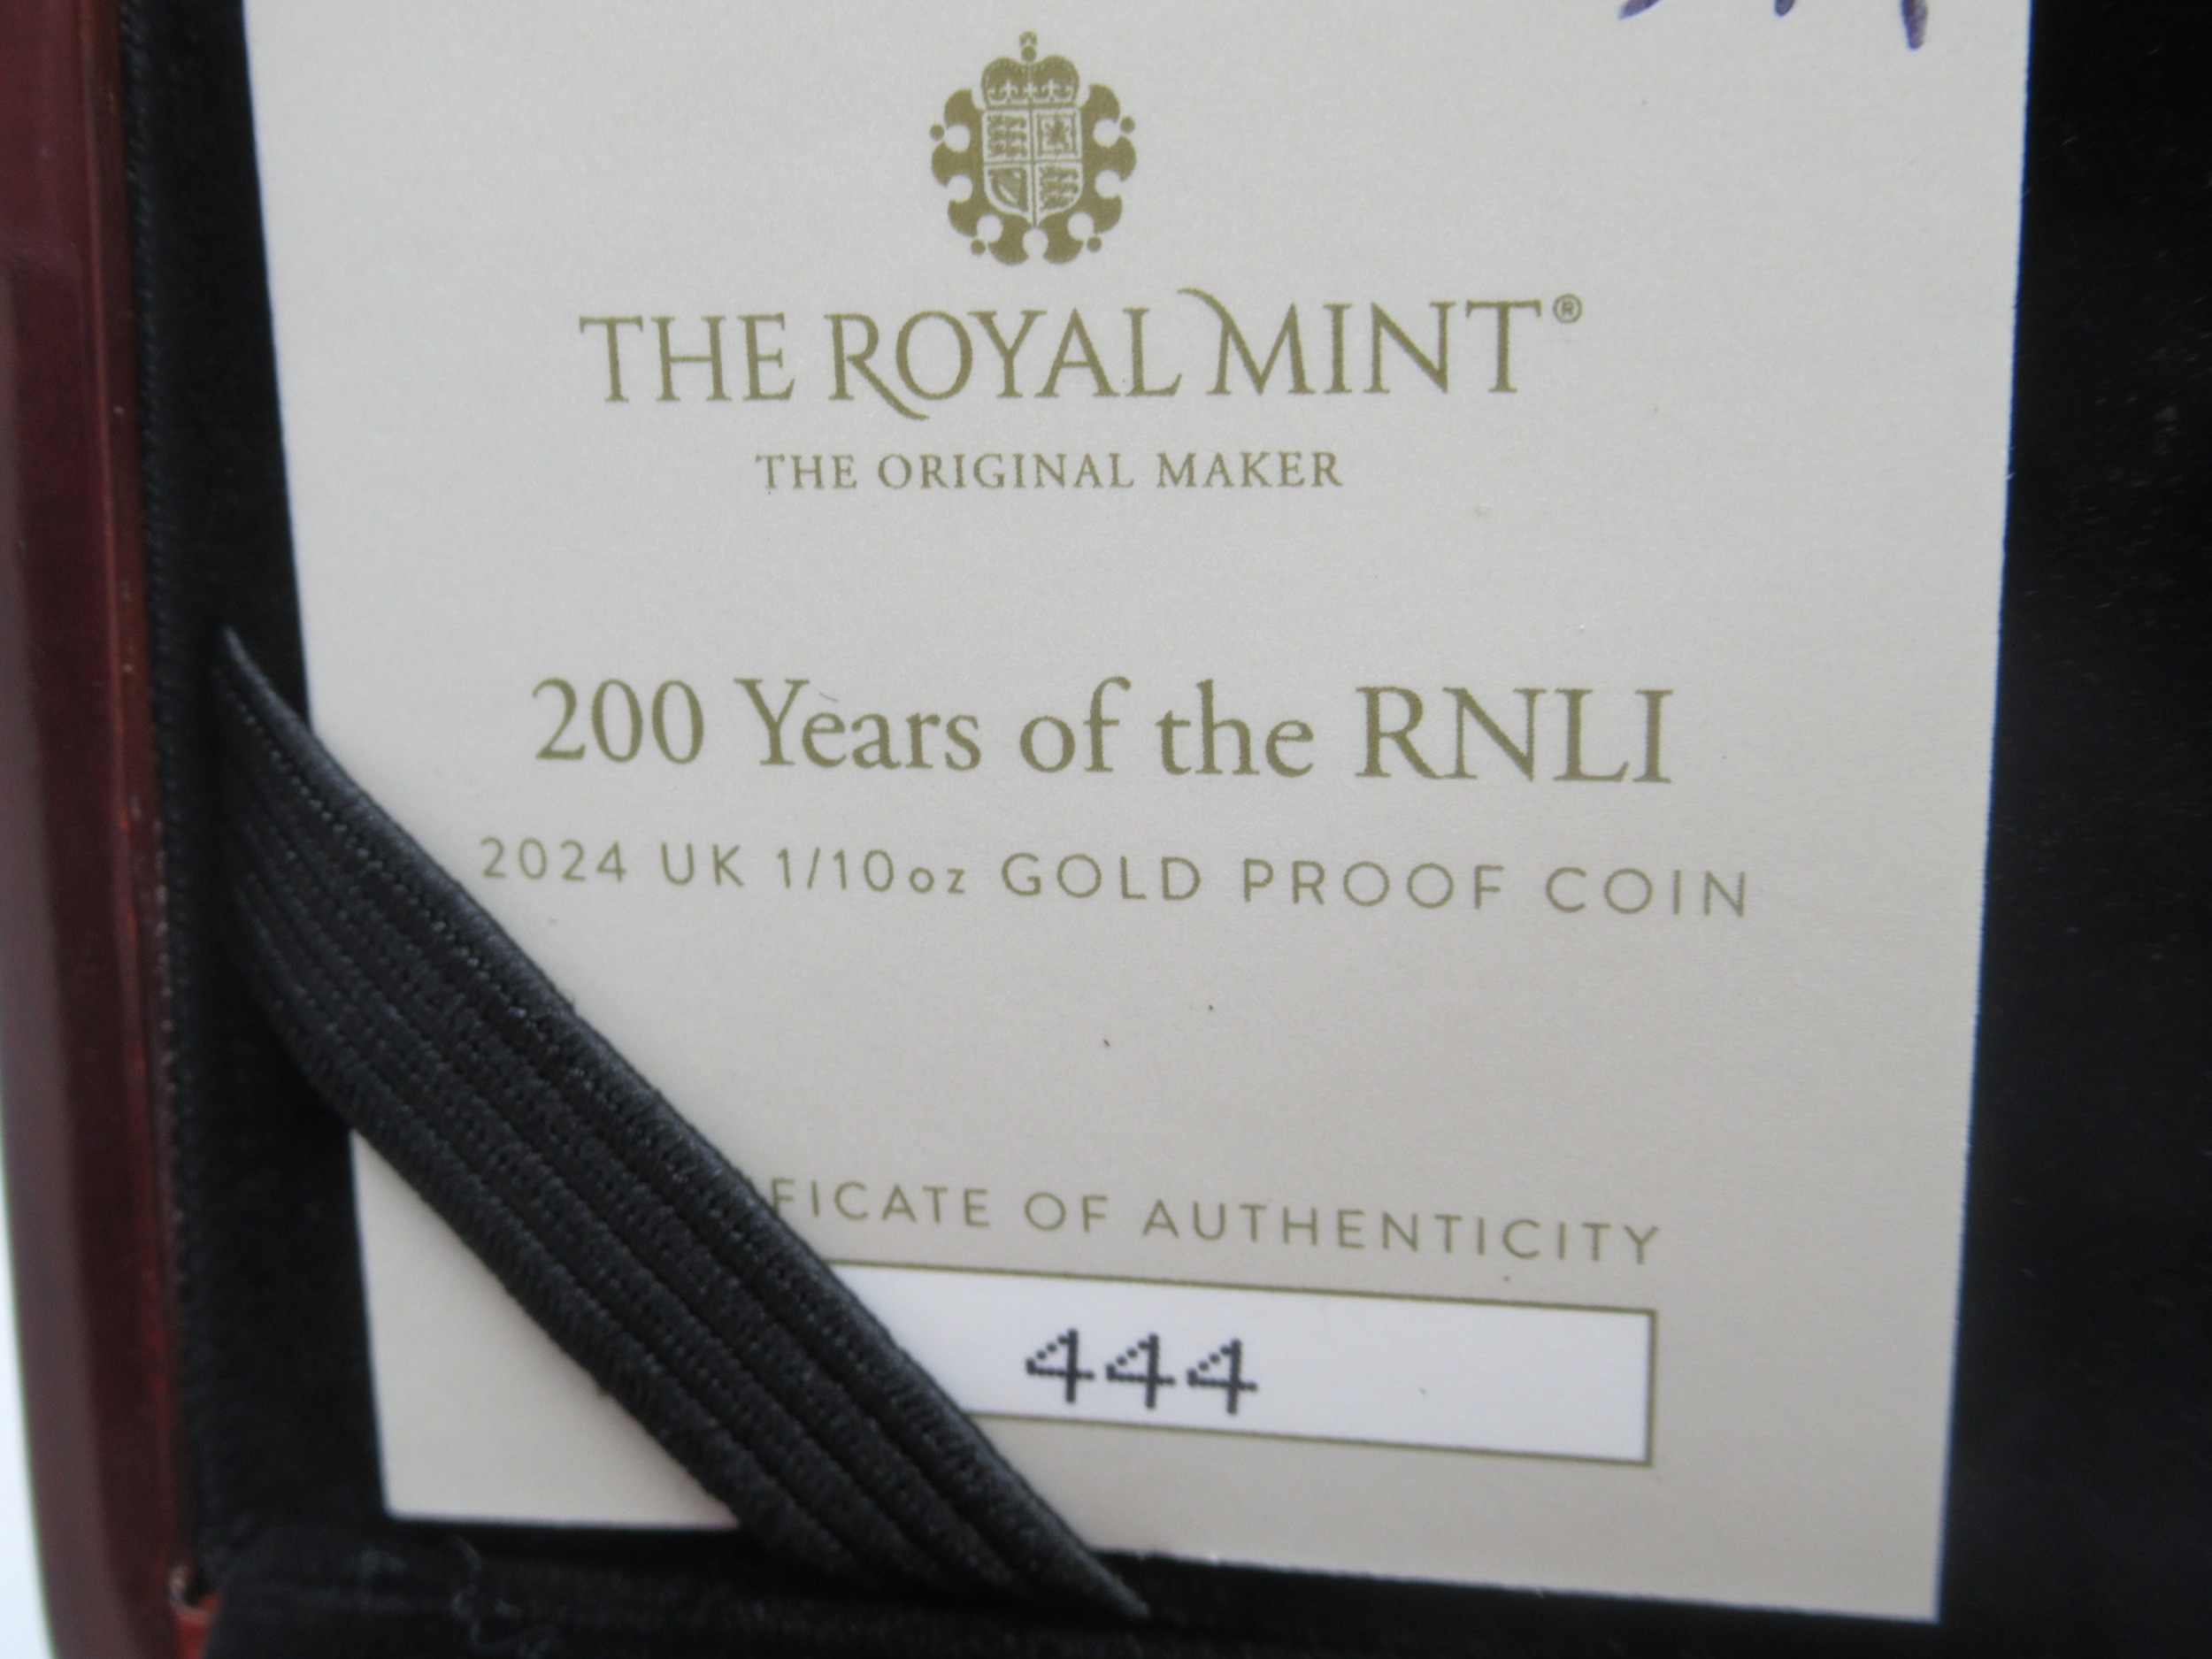 THE ROYAL MINT®
THE ORIGINAL MAKER
200 Years of the RNLI
2024 UK 1/10oz GOLD PROOF COIN
FICATE OF AUTHENTICITY
444